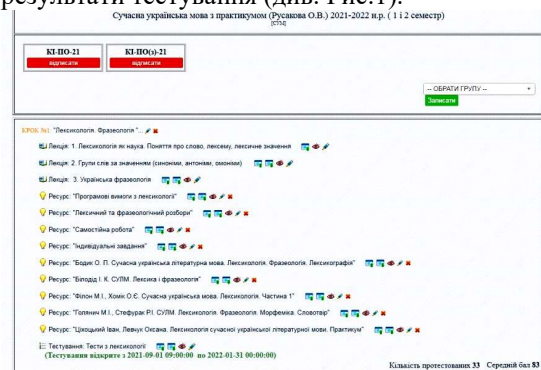 результати тестування (див. Рис.1).
Сучасна українська мова з практикумом (Русакова О.В.) 2021-2022 н.р. ( 1 і 2 семестр)
[СУМ]
КІ-ПО-21
відписати
КІ-ПО(з)-21
відписати
-- ОБРАТИ ГРУПУ --
Записати
КРОК №1. "Лексикологія. Фразеологія "...
Лекція: 1. Лексикологія як наука. Поняття про слово, лексему, лексичне значення.
Лекція: 2. Групи слів за значенням (синоніми, антоніми, омоніми)
Лекція: 3. Українська фразеологія
Ресурс: "Програмові вимоги з лексикології"
Ресурс: "Лексичний та фразеологічний розбори"
Ресурс: "Самостійна робота"
Ресурс: "Індивідуальні завдання"
Ресурс: "Бодик О. П. Сучасна українська літературна мова. Лексикологія. Фразеологія. Лексикографія"
Ресурс: "Білодід І. К. СУЛМ. Лексика і фразеологія"
Ресурс: "Філон М.І., Хомік О.Є. Сучасна українська мова. Лексикологія. Частина 1"
Ресурс: "Голянич М.І., Стефурак Р.І. СУЛМ. Лексикологія. Фразеологія. Морфеміка. Словотвір"
Ресурс: "Ціхоцький Іван, Левчук Оксана. Лексикологія сучасної української літературної мови. Практикум"
Тестування: Тести з лексикології
(Тестування відкрите з 2021-09-01 09:00:00 по 2022-01-31 00:00:00)
Кількість протестованих 33 Середній бал 83